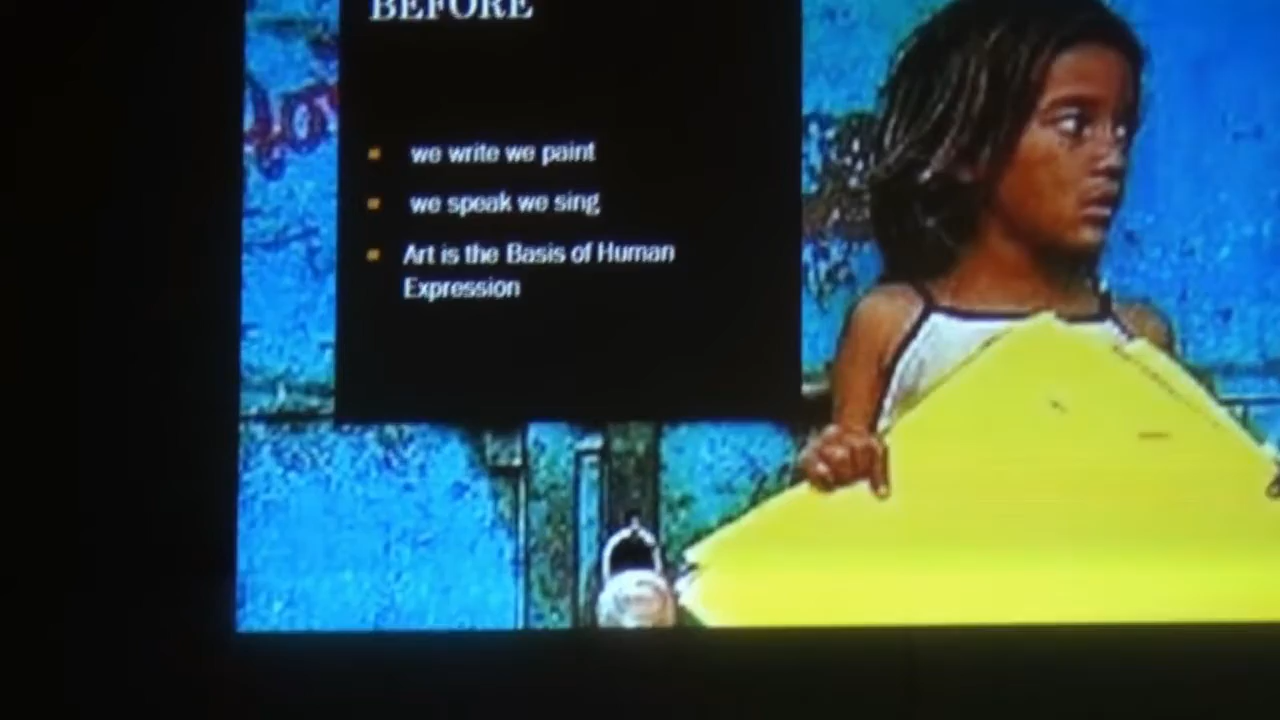 BEFORE
we write we paint
we speak we sing
Art is the Basis of Human
Expression